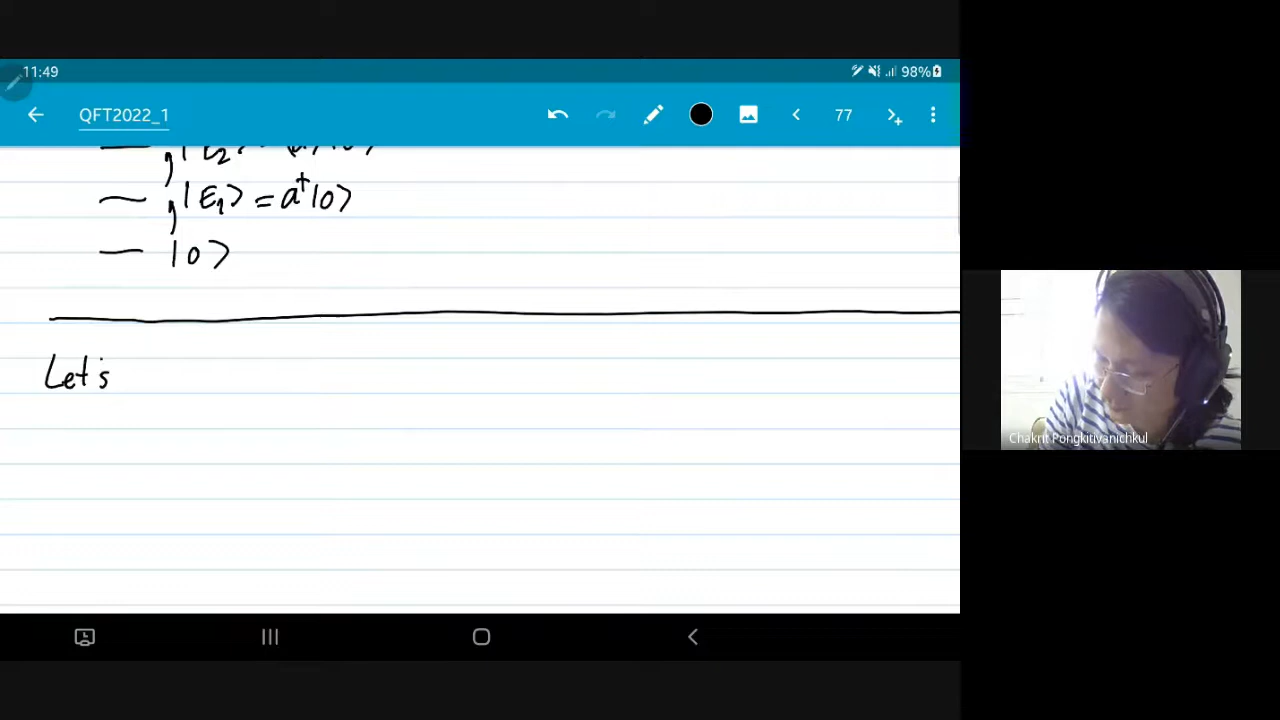 11:49
98%
QFT2022_1
77
— , |E₁⟩ = a†|0⟩
— |0⟩
Let's
Chakrit Pongkitivanichkul